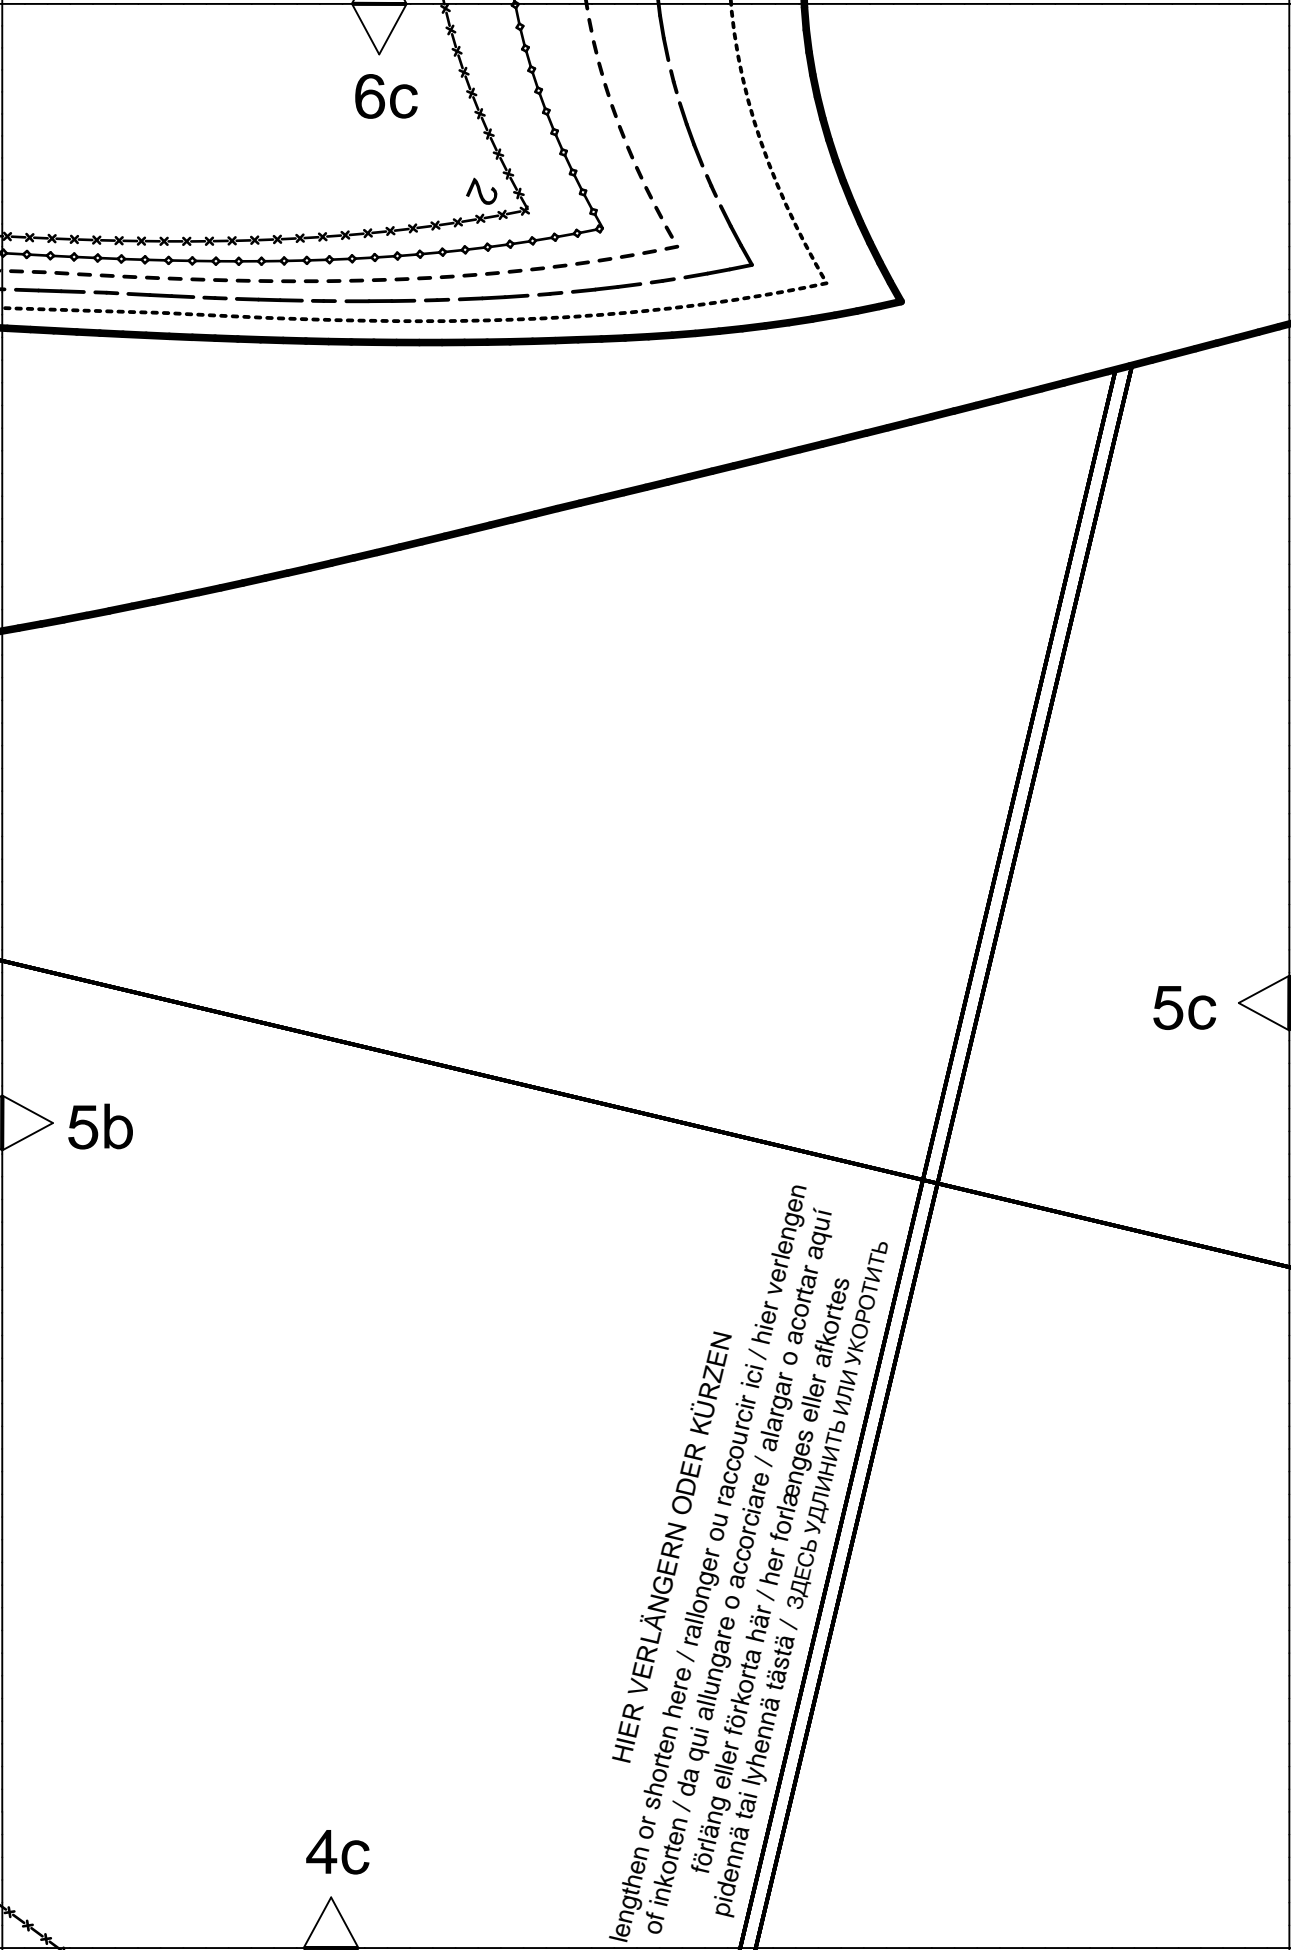 6c
2
5c
5b
HIER VERLÄNGERN ODER KÜRZEN
lengthen or shorten here / rallonger ou raccourcir ici / hier verlengen
of inkorten / da qui allungare o accorciare / alargar o acortar aquí
förläng eller förkorta här / her forlænges eller afkortes
pidennä tai lyhennä tästä / ЗДЕСЬ УДЛИНИТЬ ИЛИ УКОРОТИТЬ
4c